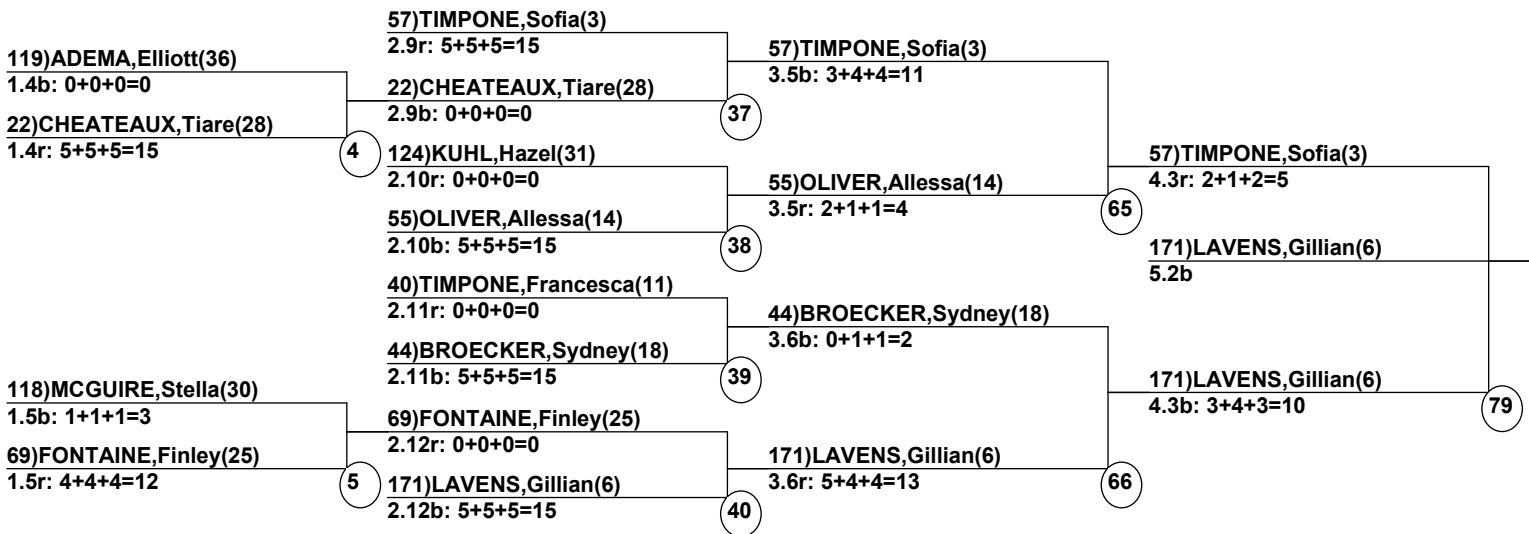 119)ADEMA,Elliott(36)
1.4b: 0+0+0=0
22)CHEATEAUX,Tiare(28)
1.4r: 5+5+5=15
4
118)MCGUIRE,Stella(30)
1.5b: 1+1+1=3
69)FONTAINE,Finley(25)
1.5r: 4+4+4=12
5
57)TIMPONE,Sofia(3)
2.9r: 5+5+5=15
22)CHEATEAUX,Tiare(28)
2.9b: 0+0+0=0
37
124)KUHL,Hazel(31)
2.10r: 0+0+0=0
55)OLIVER,Allessa(14)
2.10b: 5+5+5=15
38
40)TIMPONE,Francesca(11)
2.11r: 0+0+0=0
44)BROECKER,Sydney(18)
2.11b: 5+5+5=15
39
69)FONTAINE,Finley(25)
2.12r: 0+0+0=0
171)LAVENS,Gillian(6)
2.12b: 5+5+5=15
40
57)TIMPONE,Sofia(3)
3.5b: 3+4+4=11
55)OLIVER,Allessa(14)
3.5r: 2+1+1=4
65
44)BROECKER,Sydney(18)
3.6b: 0+1+1=2
171)LAVENS,Gillian(6)
3.6r: 5+4+4=13
66
57)TIMPONE,Sofia(3)
4.3r: 2+1+2=5
171)LAVENS,Gillian(6)
4.3b: 3+4+3=10
79
171)LAVENS,Gillian(6)
5.2b